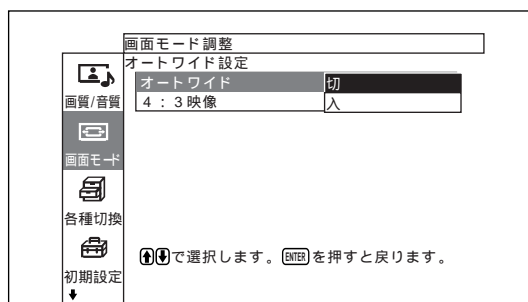 画面モード調整
オートワイド設定
オートワイド 切
4：3映像 入
画質/音質
画面モード
各種切換
初期設定
で選択します。ENTERを押すと戻ります。